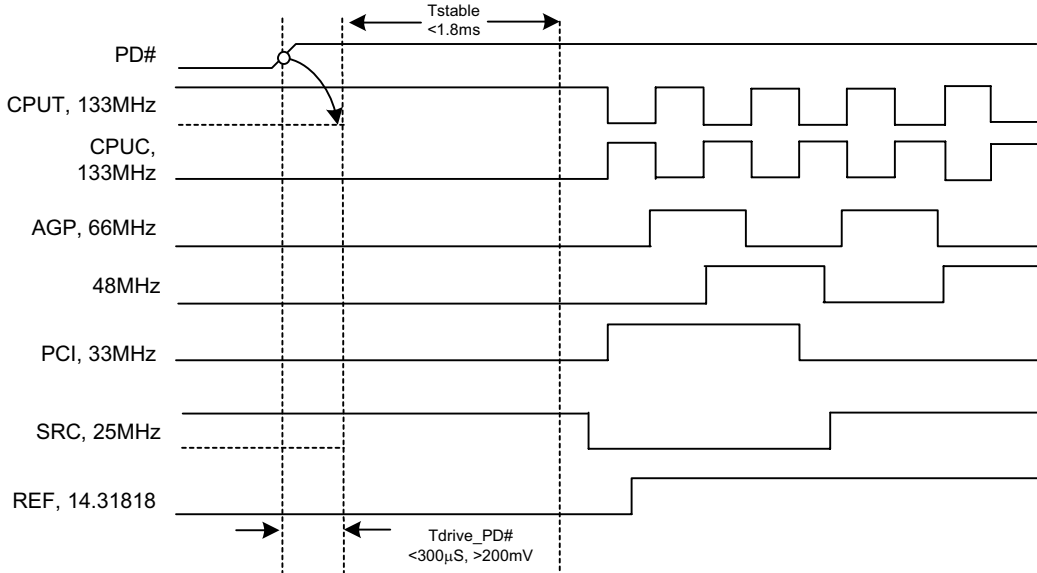 Tstable
<1.8ms
PD#
CPUT, 133MHz
CPUC,
133MHz
AGP, 66MHz
48MHz
PCI, 33MHz
SRC, 25MHz
REF, 14.31818
Tdrive_PD#
<300μS, >200mV